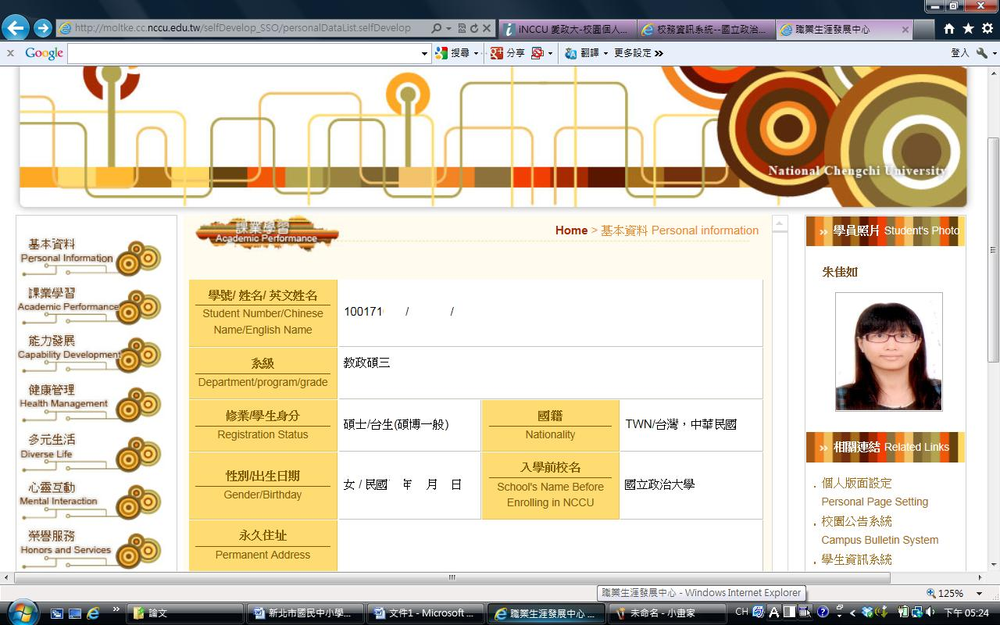 http://moltke.cc.nccu.edu.tw/selfDevelop_SSO/personalDataList.selfDevelop
iNCCU 愛政大-校園個人...
校務資訊系統--國立政治...
職業生涯發展中心
Google
搜尋
分享
翻譯
更多設定
登入
National Chengchi University
基本資料
Personal Information
課業學習
Academic Performance
能力發展
Capability Development
健康管理
Health Management
多元生活
Diverse Life
心靈互動
Mental Interaction
榮譽服務
Honors and Services
課業學習
Academic Performance
Home > 基本資料 Personal information
學號/ 姓名/ 英文姓名
Student Number/Chinese
Name/English Name
100171 / /
系級
Department/program/grade
教政碩三
修業/學生身分
Registration Status
碩士/台生(碩博一般)
國籍
Nationality
TWN/台灣，中華民國
性別/出生日期
Gender/Birthday
女 / 民國 年 月 日
入學前校名
School's Name Before
Enrolling in NCCU
國立政治大學
永久住址
Permanent Address
» 學員照片 Student's Photo
朱佳如
» 相關連結 Related Links
. 個人版面設定
Personal Page Setting
. 校園公告系統
Campus Bulletin System
. 學生資訊系統
職業生涯發展中心 - Windows Internet Explorer
125%
論文
新北市國民中小學...
文件1 - Microsoft ...
職業生涯發展中心 ...
未命名 - 小畫家
CH
下午 05:24